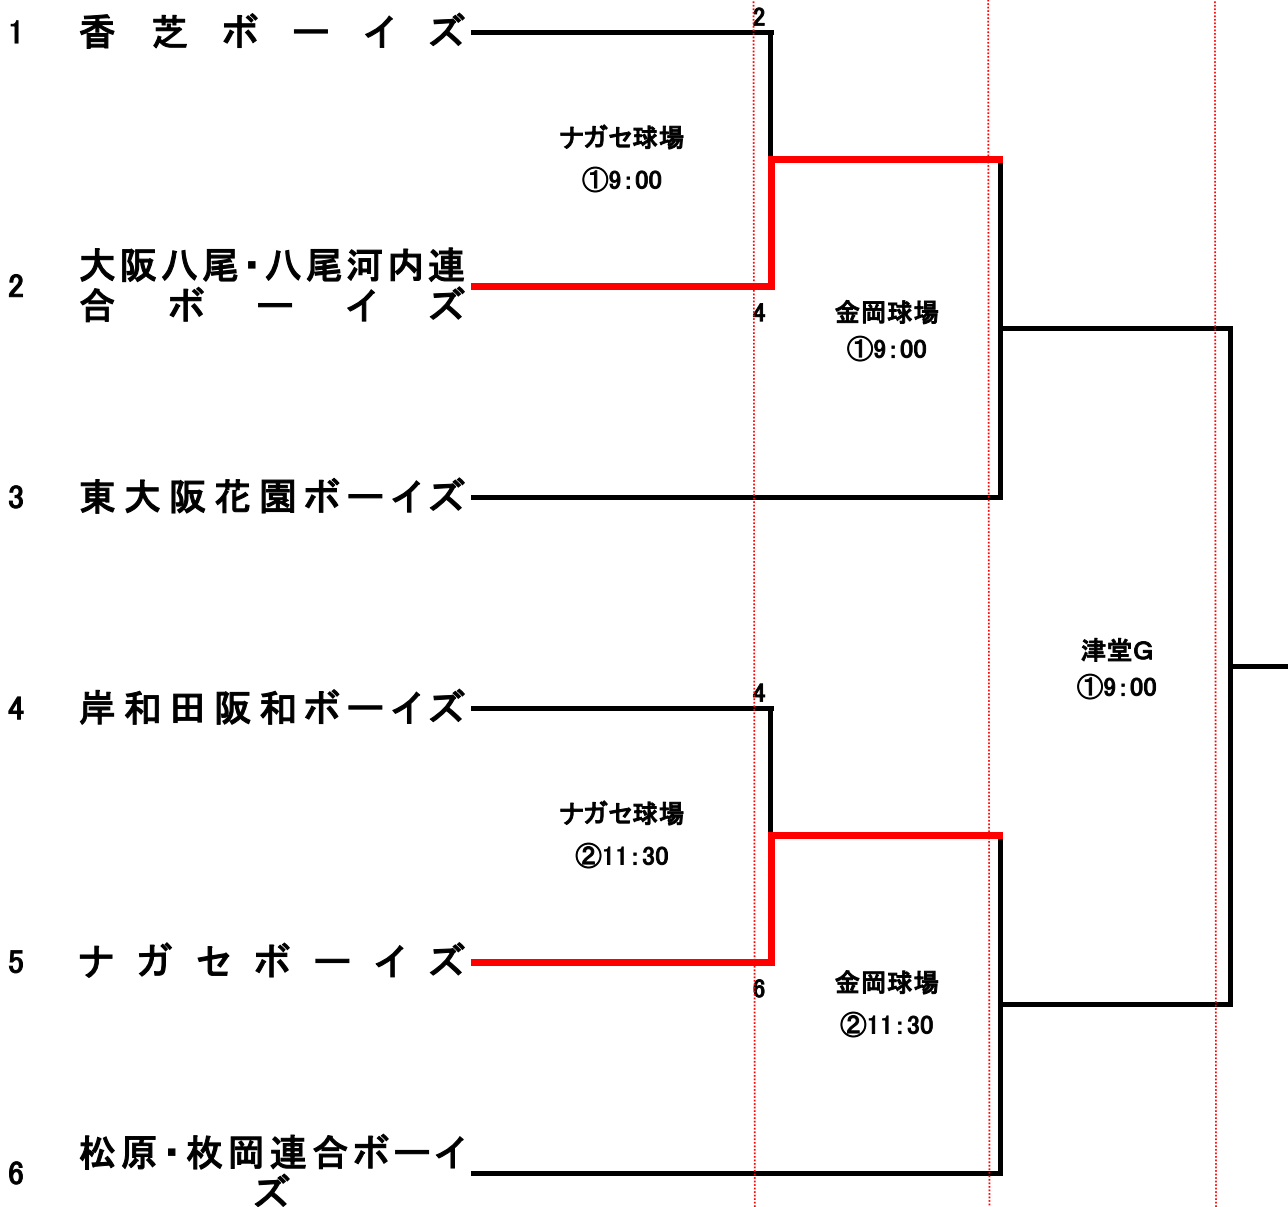 1 香芝ボーイズ
2
ナガセ球場
①9:00
2 大阪八尾・八尾河内連
合ボーイズ
4
金岡球場
①9:00
3 東大阪花園ボーイズ
津堂G
①9:00
4 岸和田阪和ボーイズ
4
ナガセ球場
②11:30
5 ナガセボーイズ
6
金岡球場
②11:30
6 松原・枚岡連合ボーイ
ズ